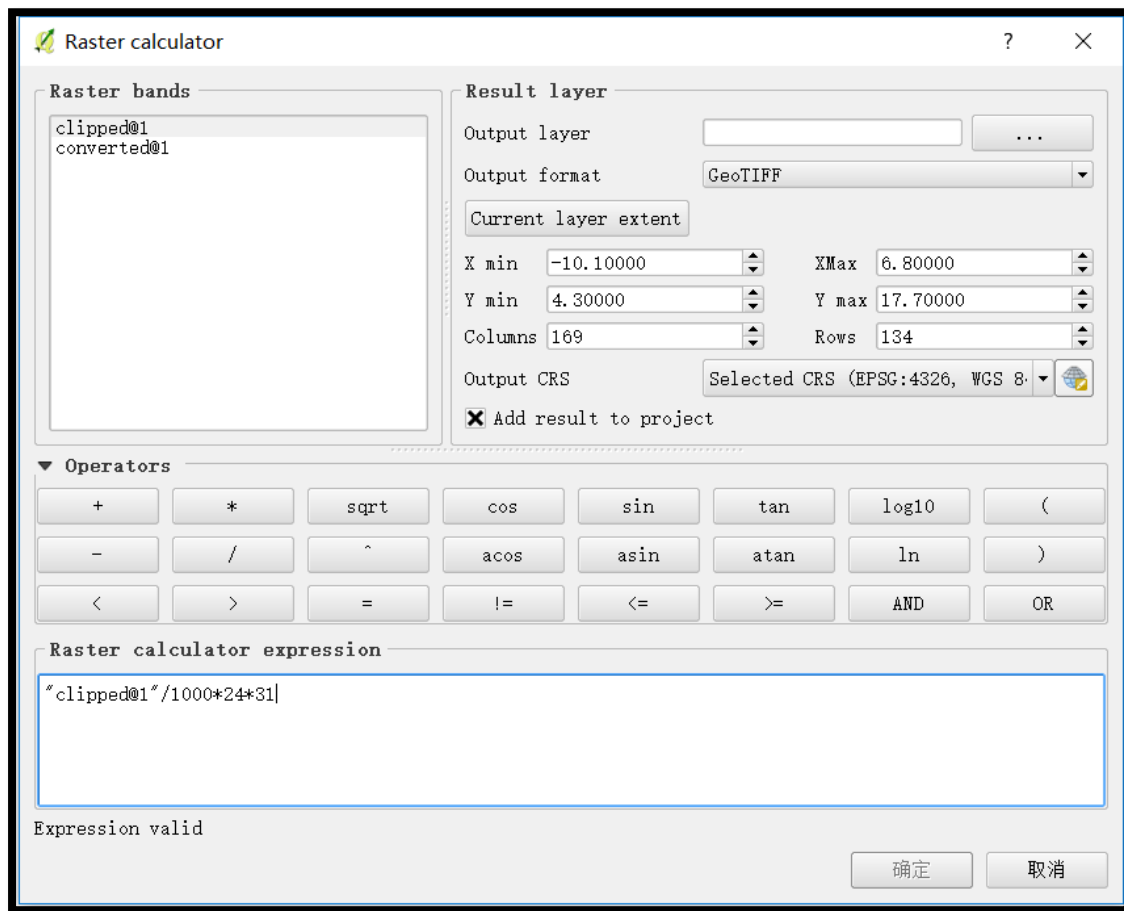 Raster calculator
?
Raster bands
clipped@1
converted@1
Result layer
Output layer
...
Output format GeoTIFF
Current layer extent
X min -10.10000 XMax 6.80000
Y min 4.30000 Y max 17.70000
Columns 169 Rows 134
Output CRS Selected CRS (EPSG:4326, WGS 8
Add result to project
Operators
+ * sqrt cos sin tan log10 (
- / ^ acos asin atan ln )
< > = != <= >= AND OR
Raster calculator expression
"clipped@1"/1000*24*31
Expression valid
确定 取消